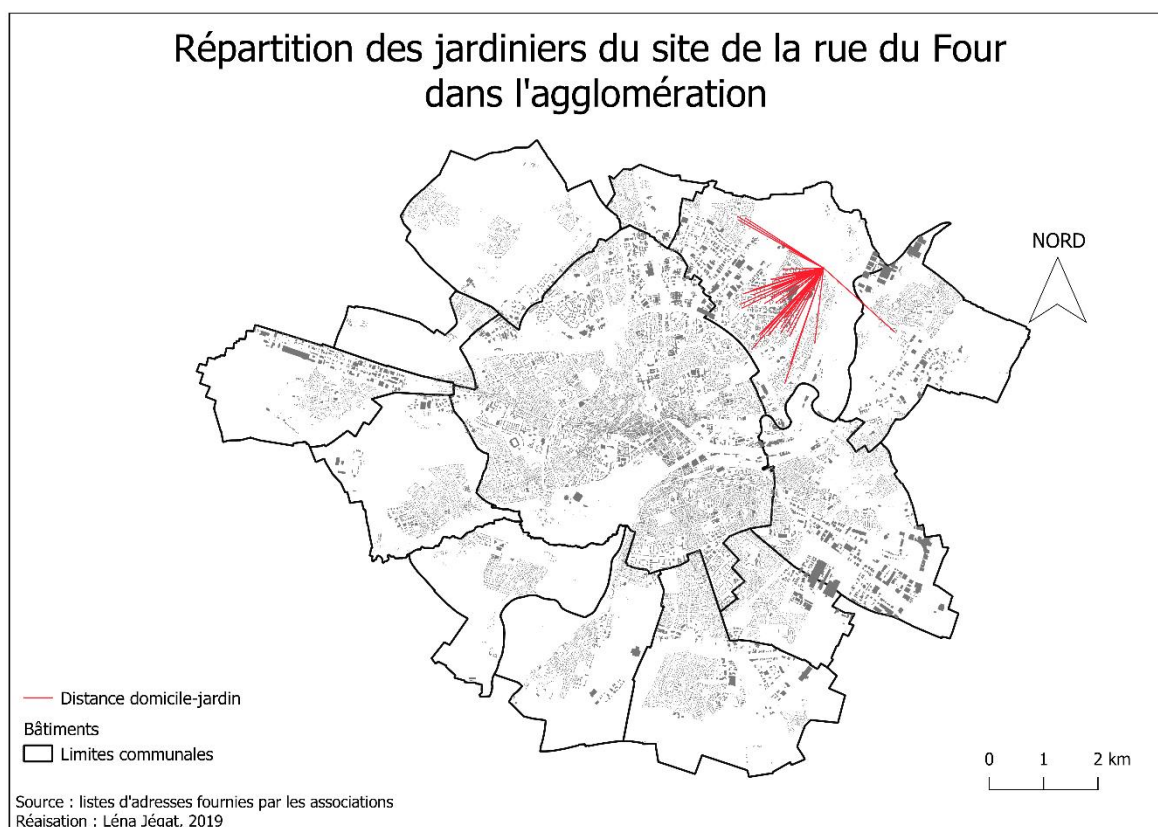 Répartition des jardiniers du site de la rue du Four
dans l'agglomération
NORD
Distance domicile-jardin
Bâtiments
Limites communales
0 1 2 km
Source : listes d'adresses fournies par les associations
Réaisation : Léna Jégat, 2019